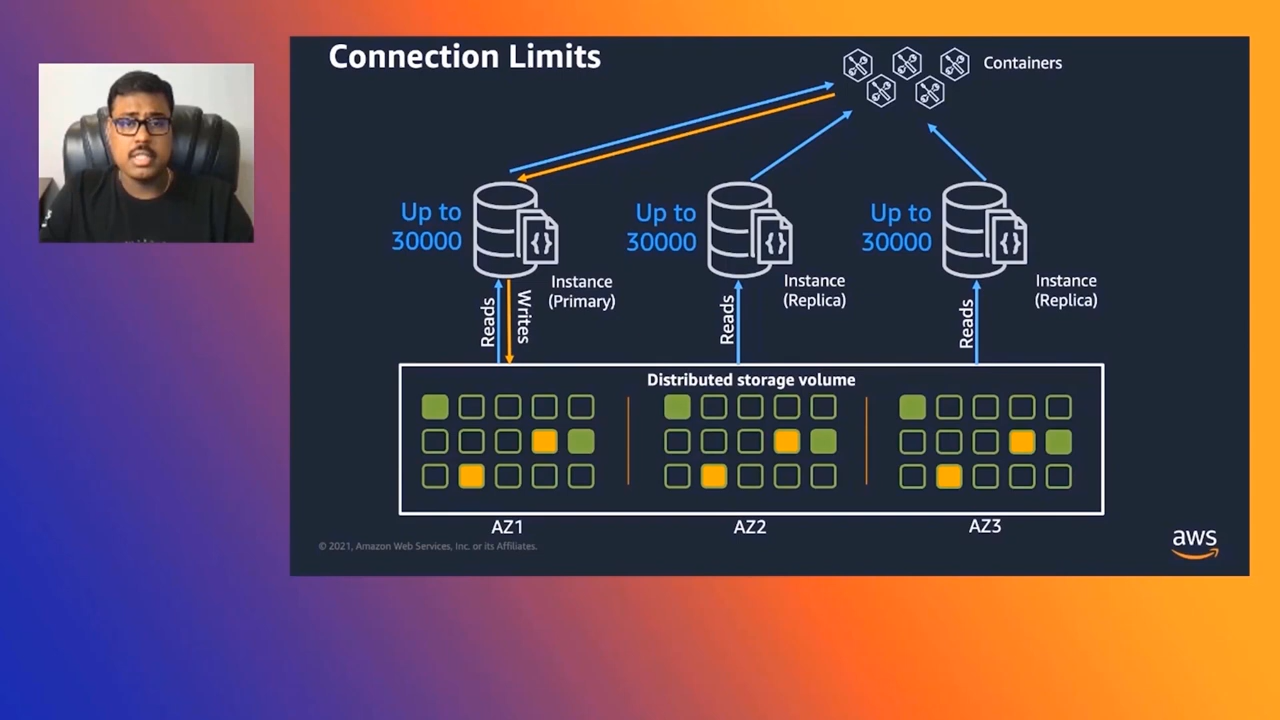 Connection Limits
Containers
Up to
30000
Up to
30000
Up to
30000
{}
{}
{}
Instance
(Primary)
Instance
(Replica)
Instance
(Replica)
Reads
Writes
Reads
Reads
Distributed storage volume
AZ1
AZ2
AZ3
© 2021, Amazon Web Services, Inc. or its Affiliates.
aws